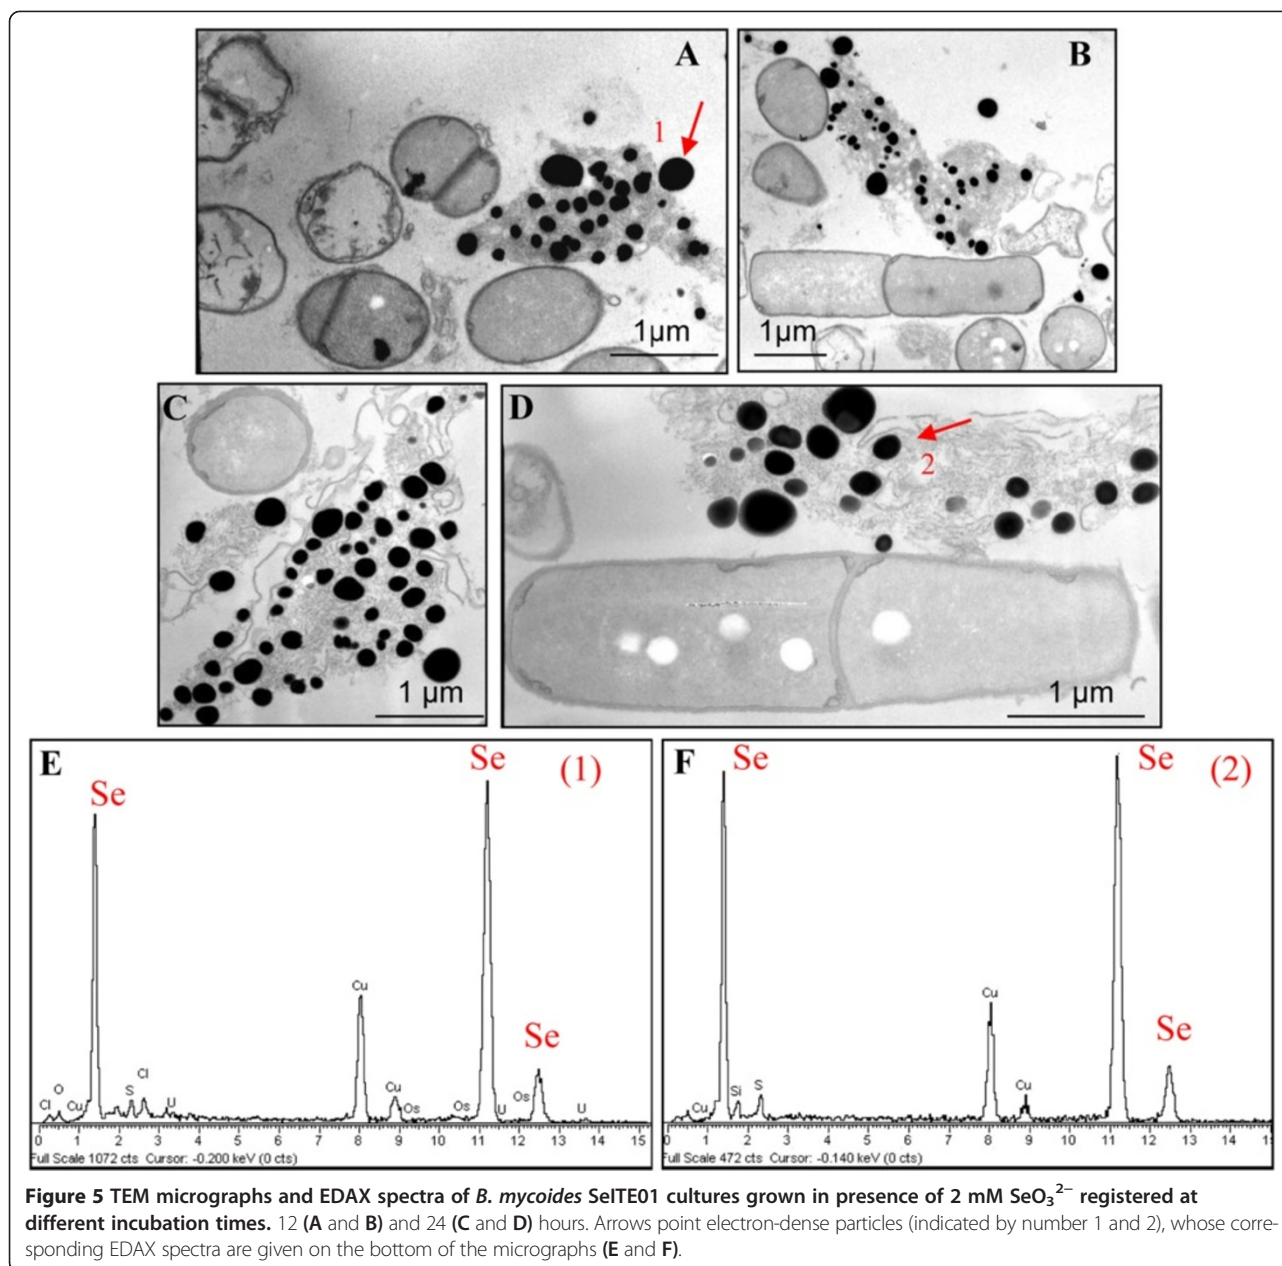 A
1
1µm
B
1µm
C
1 µm
D
2
1 µm
E
Se
Se
(1)
Cu
Se
Cl
O
Cu
S
Cl
U
Cu
Os
Os
U
Os
U
0 1 2 3 4 5 6 7 8 9 10 11 12 13 14 15
Full Scale 1072 cts Cursor: -0.200 keV (0 cts)
F
Se
Se
(2)
Cu
Se
Cu
Si
S
Cu
0 1 2 3 4 5 6 7 8 9 10 11 12 13 14
Full Scale 472 cts Cursor: -0.140 keV (0 cts)
Figure 5 TEM micrographs and EDAX spectra of B. mycoides SeITE01 cultures grown in presence of 2 mM SeO₃²⁻ registered at
different incubation times. 12 (A and B) and 24 (C and D) hours. Arrows point electron-dense particles (indicated by number 1 and 2), whose corre-
sponding EDAX spectra are given on the bottom of the micrographs (E and F).